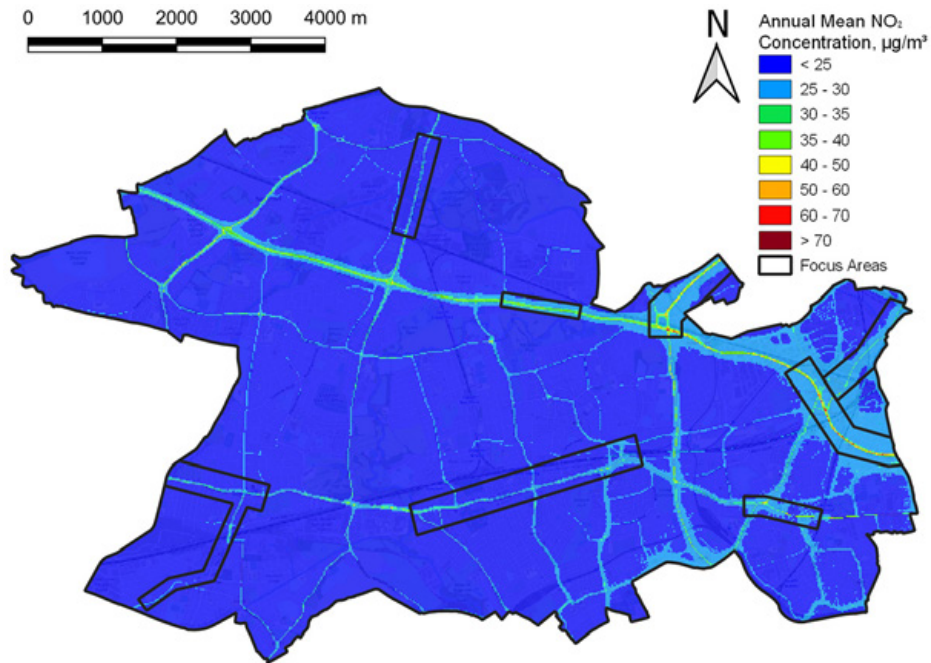 0 1000 2000 3000 4000 m
N
Annual Mean NO₂
Concentration, µg/m³
< 25
25 - 30
30 - 35
35 - 40
40 - 50
50 - 60
60 - 70
> 70
Focus Areas